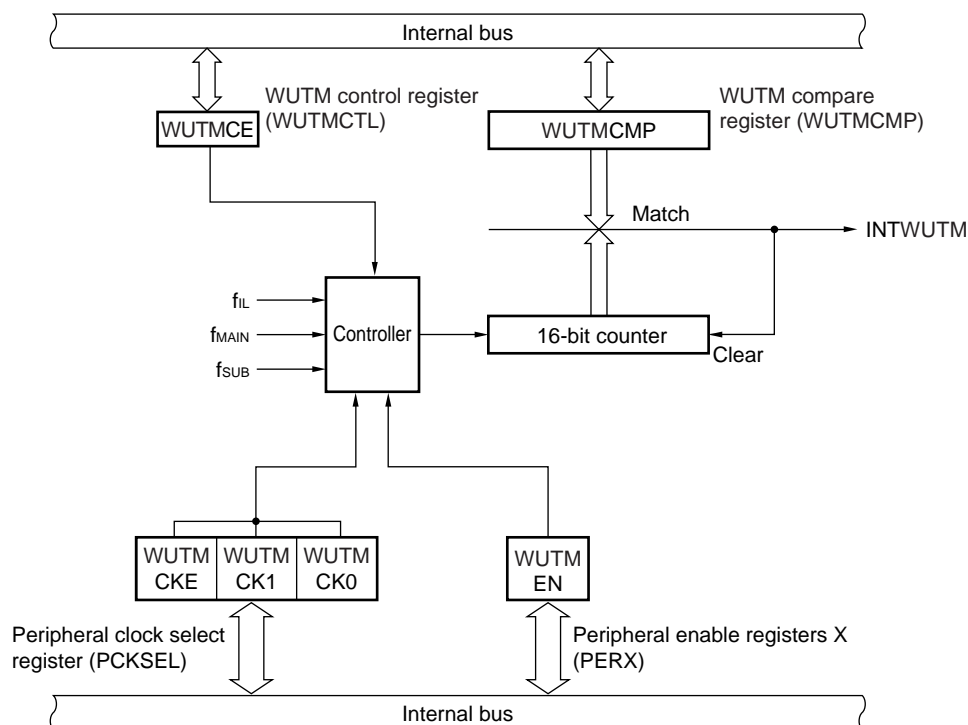 Internal bus
WUTM control register
(WUTMCTL)
WUTM compare
register (WUTMCMP)
WUTMCE
WUTMCMP
Match
INTWUTM
fIL
fMAIN
fSUB
Controller
16-bit counter
Clear
WUTM
CKE
WUTM
CK1
WUTM
CK0
WUTM
EN
Peripheral clock select
register (PCKSEL)
Peripheral enable registers X
(PERX)
Internal bus